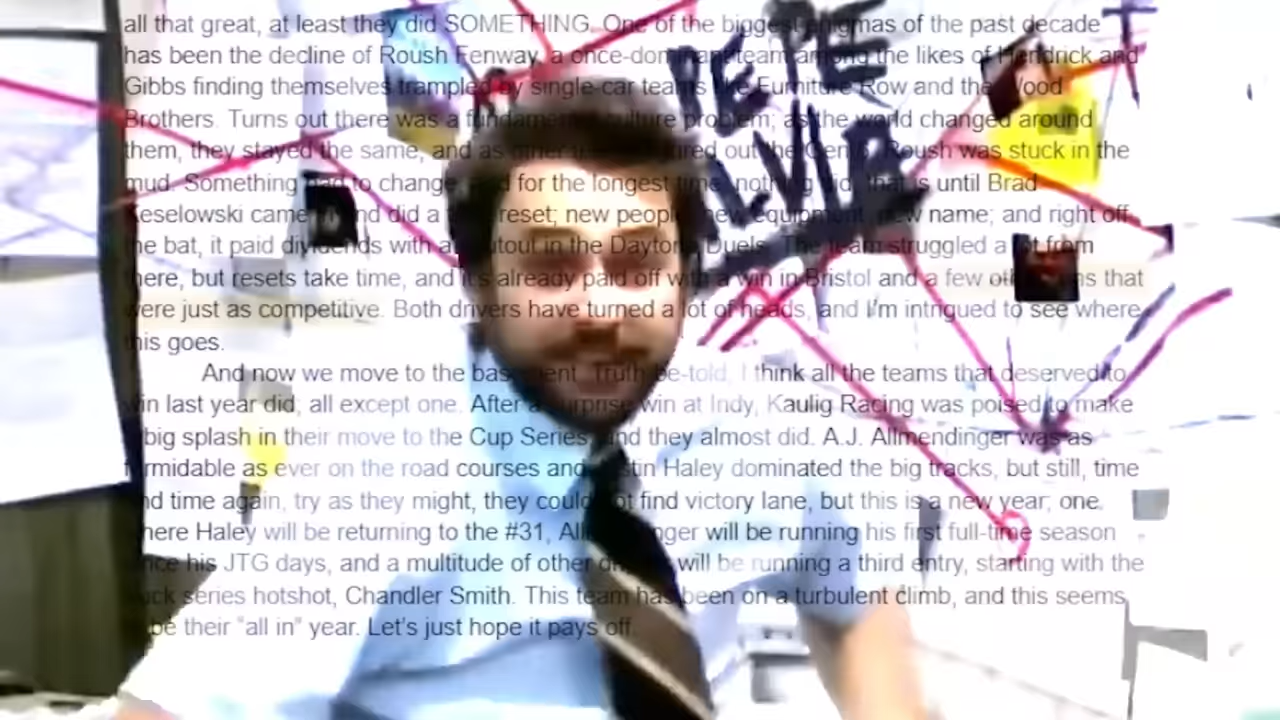 all that great, at least they did SOMETHING. One of the biggest enigmas of the past decade
has been the decline of Roush Fenway, a once-dominant team among the likes of Hendrick and
Gibbs finding themselves trampled by single-car teams like Furniture Row and the Wood
Brothers. Turns out there was a fundamental culture problem; as the world changed around
them, they stayed the same, and as other figured out the Gen 6, Roush was stuck in the
mud. Something had to change, and for the longest time, nothing did, that is until Brad
Keselowski came and did a reset; new people, new equipment, new name; and right off
the bat, it paid dividends with a in the Daytona Duels. The team struggled a lot from
there, but resets take time, and it's already paid off with a win in Bristol and a few that
were just as competitive. Both drivers have turned a lot of heads, and I'm intrigued to see where
this goes.
And now we move to the basement. Truth be-told, I think all the teams that deserved to
win last year did; all except one. After a surprise win at Indy, Kaulig Racing was poised to make
big splash in their move to the Cup Series, and they almost did. A.J. Allmendinger was as
formidable as ever on the road courses and Justin Haley dominated the big tracks, but still, time
and time again, try as they might, they could not find victory lane, but this is a new year; one
where Haley will be returning to the #31, Allmendinger will be running his first full-time season
since his JTG days, and a multitude of other drivers will be running a third entry, starting with the
truck series hotshot, Chandler Smith. This team has been on a turbulent climb, and this seems
be their "all in" year. Let's just hope it pays off.
PEPE
SILVIA